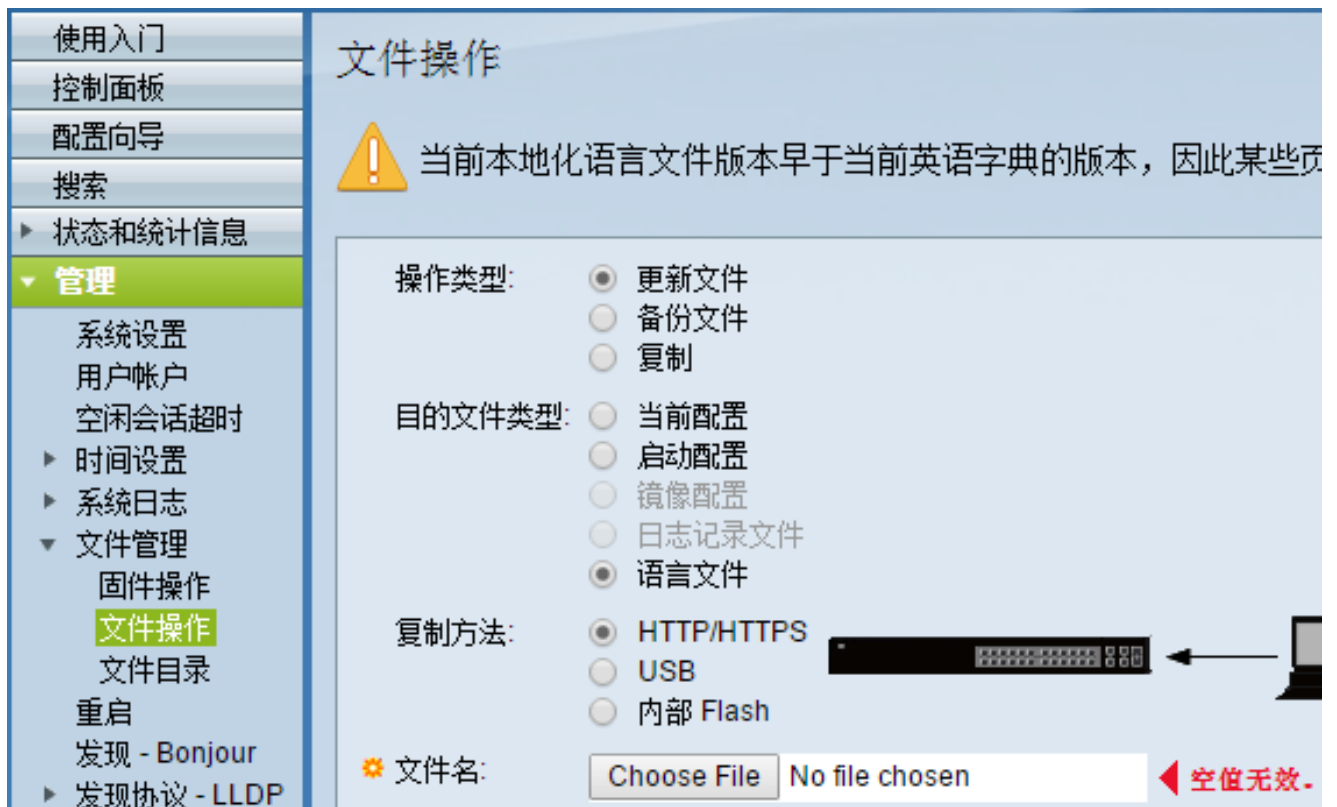 使用入门
控制面板
配置向导
搜索
状态和统计信息
管理
系统设置
用户帐户
空闲会话超时
时间设置
系统日志
文件管理
固件操作
文件操作
文件目录
重启
发现 - Bonjour
发现协议 - LLDP
文件操作
当前本地化语言文件版本早于当前英语字典的版本，因此某些页
操作类型: 更新文件
备份文件
复制
目的文件类型: 当前配置
启动配置
镜像配置
日志记录文件
语言文件
复制方法: HTTP/HTTPS
USB
内部 Flash
文件名: Choose File No file chosen 空值无效.